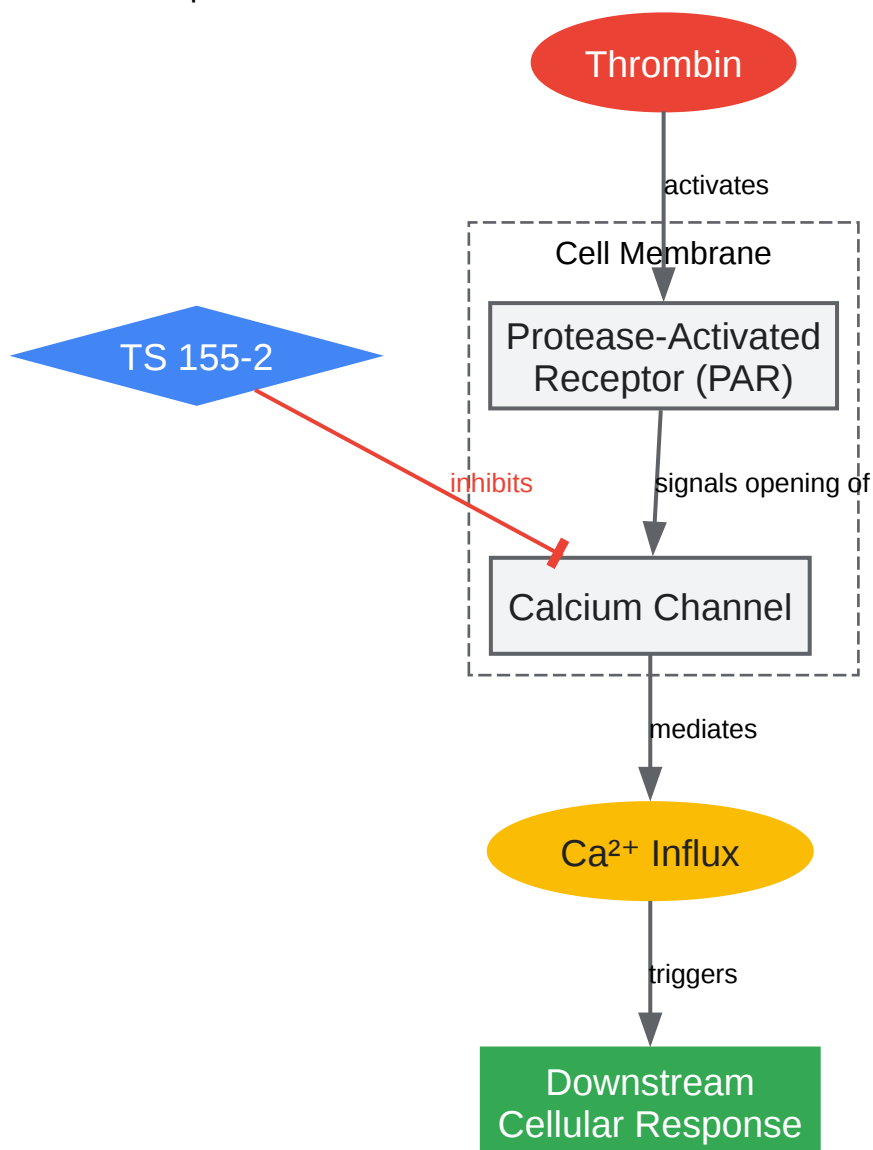 Thrombin
activates
Cell Membrane
Protease-Activated
Receptor (PAR)
TS 155-2
inhibits
signals opening of
Calcium Channel
mediates
Ca²⁺ Influx
triggers
Downstream
Cellular Response